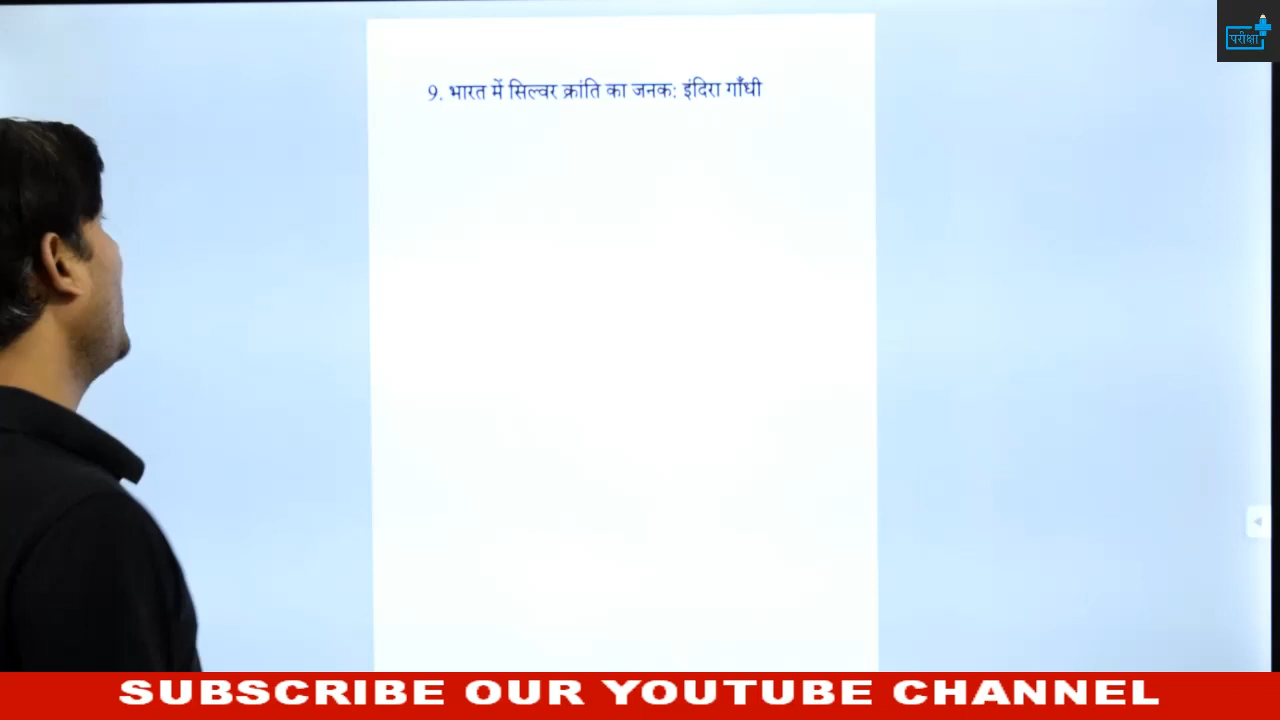 परीक्षा
9. भारत में सिल्वर क्रांति का जनक: इंदिरा गाँधी
SUBSCRIBE OUR YOUTUBE CHANNEL